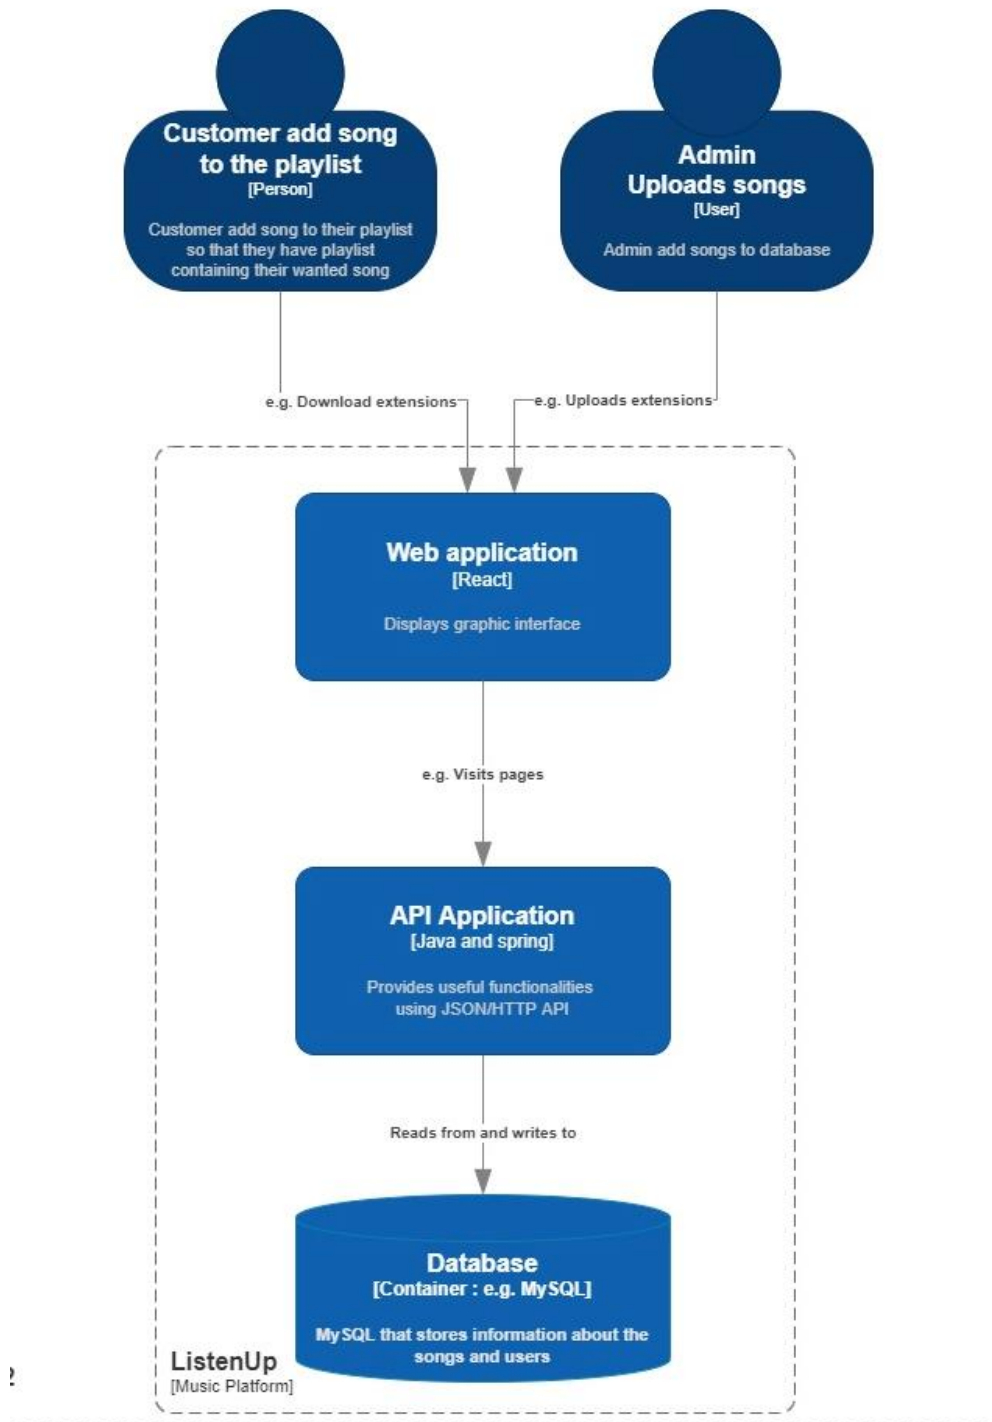 Customer add song
to the playlist
[Person]
Customer add song to their playlist
so that they have playlist
containing their wanted song
Admin
Uploads songs
[User]
Admin add songs to database
e.g. Download extensions
e.g. Uploads extensions
Web application
[React]
Displays graphic interface
e.g. Visits pages
API Application
[Java and spring]
Provides useful functionalities
using JSON/HTTP API
Reads from and writes to
Database
[Container : e.g. MySQL]
MySQL that stores information about the
songs and users
ListenUp
[Music Platform]